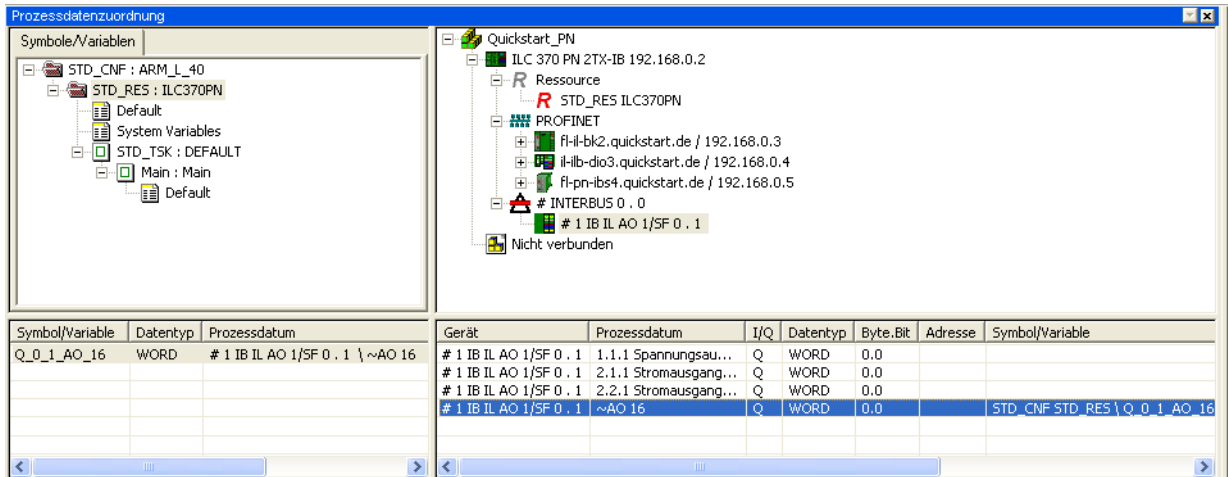 Prozessdatenzuordnung
Symbole/Variablen
STD_CNF : ARM_L_40
STD_RES : ILC370PN
Default
System Variables
STD_TSK : DEFAULT
Main : Main
Default
Quickstart_PN
ILC 370 PN 2TX-IB 192.168.0.2
R Ressource
R STD_RES ILC370PN
PROFINET
fl-il-bk2.quickstart.de / 192.168.0.3
il-ilb-dio3.quickstart.de / 192.168.0.4
fl-pn-ibs4.quickstart.de / 192.168.0.5
# INTERBUS 0 . 0
# 1 IB IL AO 1/SF 0 . 1
Nicht verbunden
Symbol/Variable Datentyp Prozessdatum
Q_0_1_AO_16 WORD # 1 IB IL AO 1/SF 0 . 1 \ ~AO 16
Gerät Prozessdatum I/Q Datentyp Byte.Bit Adresse Symbol/Variable
# 1 IB IL AO 1/SF 0 . 1 1.1.1 Spannungsau... Q WORD 0.0
# 1 IB IL AO 1/SF 0 . 1 2.1.1 Stromausgang... Q WORD 0.0
# 1 IB IL AO 1/SF 0 . 1 2.2.1 Stromausgang... Q WORD 0.0
# 1 IB IL AO 1/SF 0 . 1 ~AO 16 Q WORD 0.0 STD_CNF STD_RES \ Q_0_1_AO_16